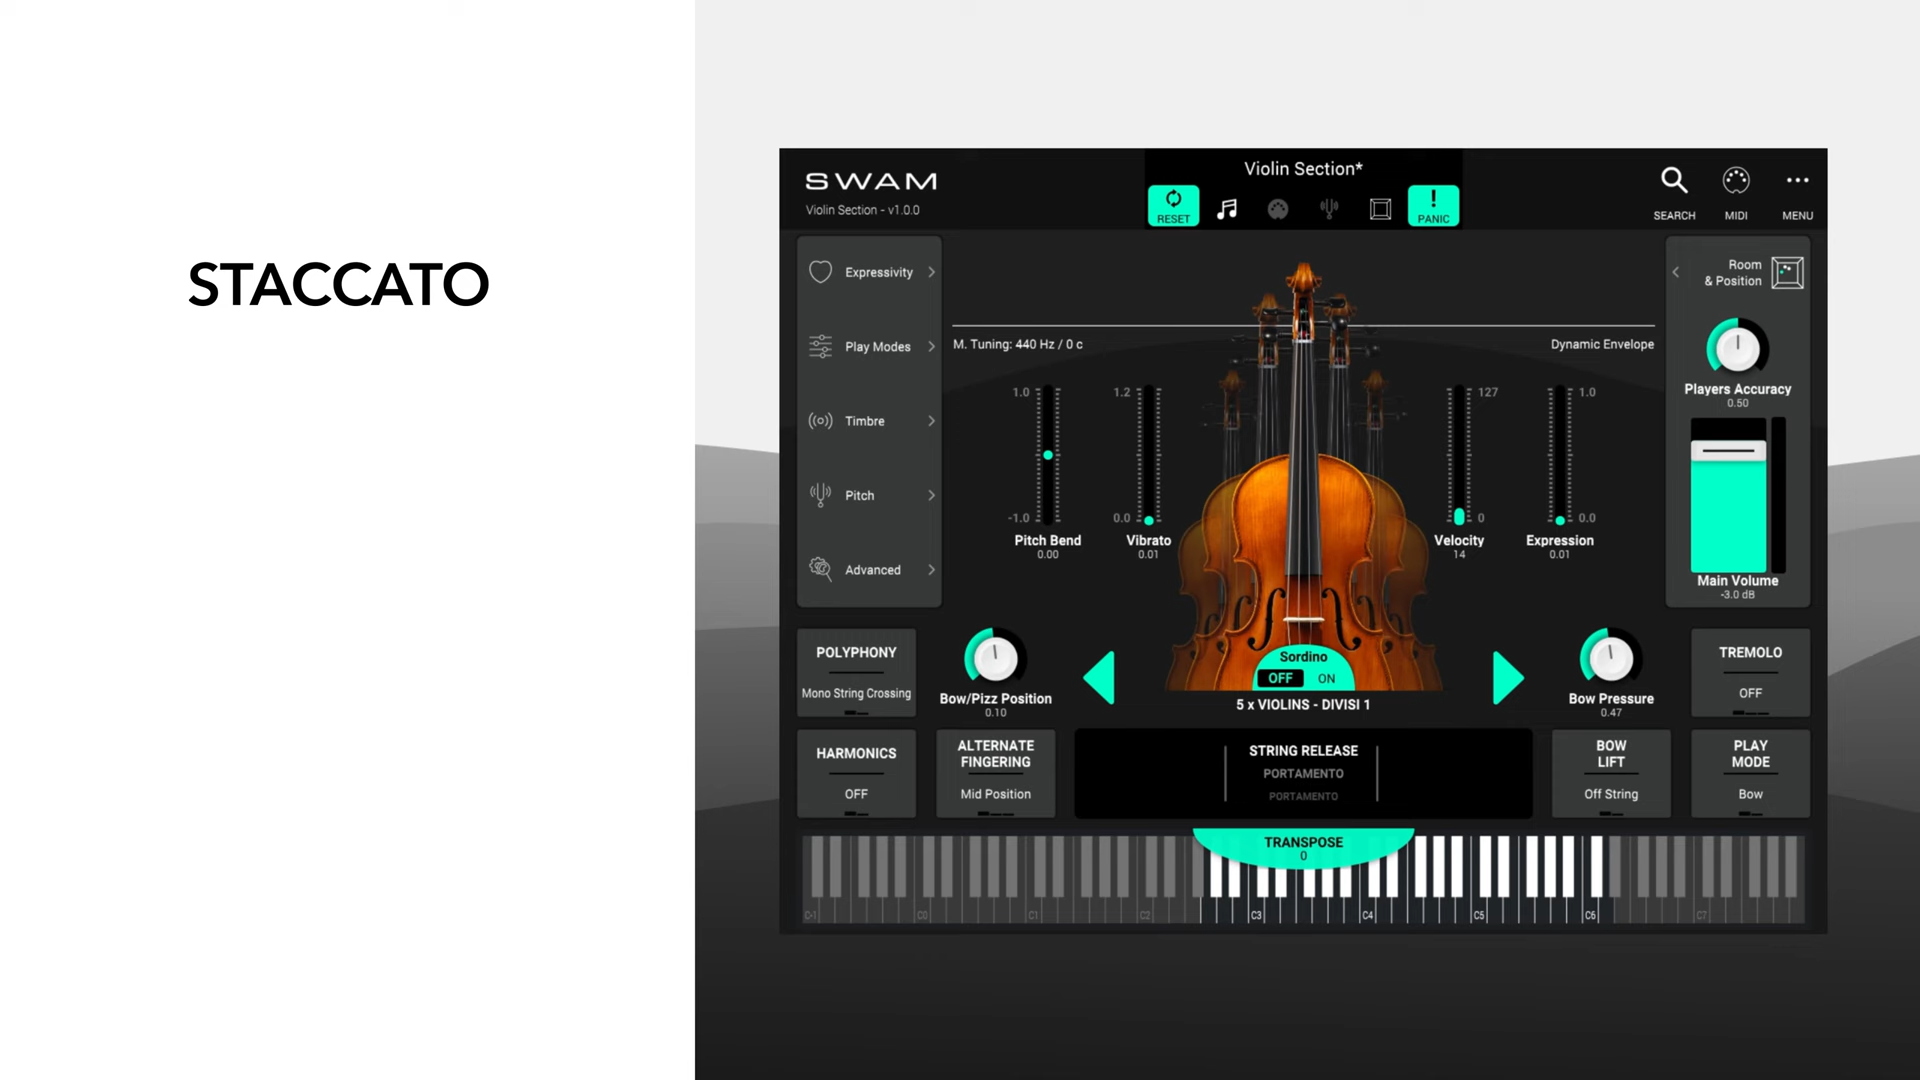 STACCATO
SWAM
Violin Section - v1.0.0
Violin Section*
RESET
PANIC
SEARCH
MIDI
MENU
Expressivity
Play Modes
Timbre
Pitch
Advanced
M. Tuning: 440 Hz / 0 c
Dynamic Envelope
1.0
-1.0
Pitch Bend
0.00
1.2
0.0
Vibrato
0.01
127
0
Velocity
14
1.0
0.0
Expression
0.01
Room
& Position
Players Accuracy
0.50
Main Volume
-3.0 dB
POLYPHONY
Mono String Crossing
Bow/Pizz Position
0.10
Sordino
OFF ON
5 x VIOLINS - DIVISI 1
Bow Pressure
0.47
TREMOLO
OFF
HARMONICS
OFF
ALTERNATE
FINGERING
Mid Position
STRING RELEASE
PORTAMENTO
PORTAMENTO
BOW
LIFT
Off String
PLAY
MODE
Bow
TRANSPOSE
0
C-1 C0 C1 C2 C3 C4 C5 C6 C7